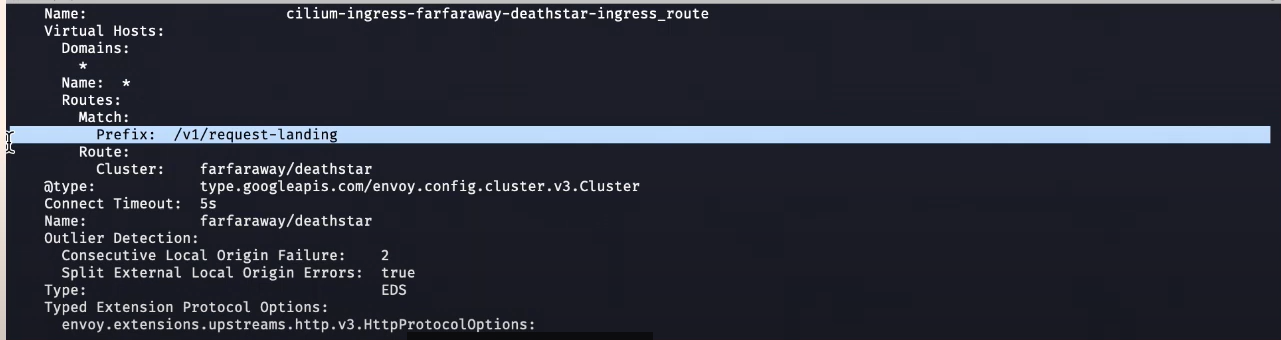 Name: cilium-ingress-farfaraway-deathstar-ingress_route
Virtual Hosts:
Domains:
*
Name: *
Routes:
Match:
Prefix: /v1/request-landing
Route:
Cluster: farfaraway/deathstar
@type: type.googleapis.com/envoy.config.cluster.v3.Cluster
Connect Timeout: 5s
Name: farfaraway/deathstar
Outlier Detection:
Consecutive Local Origin Failure: 2
Split External Local Origin Errors: true
Type: EDS
Typed Extension Protocol Options:
envoy.extensions.upstreams.http.v3.HttpProtocolOptions: